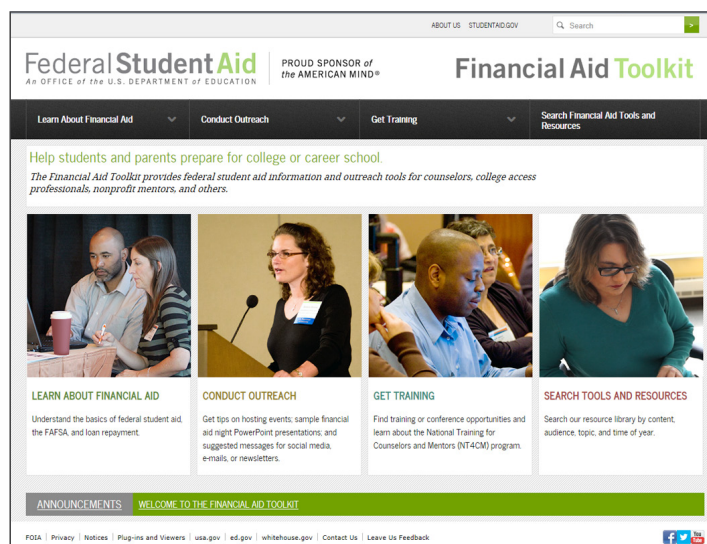 ABOUT US STUDENTAID.GOV Search >
Federal Student Aid
An OFFICE of the U.S. DEPARTMENT of EDUCATION
PROUD SPONSOR of
the AMERICAN MIND®
Financial Aid Toolkit
Learn About Financial Aid
Conduct Outreach
Get Training
Search Financial Aid Tools and
Resources
Help students and parents prepare for college or career school.
The Financial Aid Toolkit provides federal student aid information and outreach tools for counselors, college access
professionals, nonprofit mentors, and others.
LEARN ABOUT FINANCIAL AID
Understand the basics of federal student aid,
the FAFSA, and loan repayment.
CONDUCT OUTREACH
Get tips on hosting events; sample financial
aid night PowerPoint presentations; and
suggested messages for social media,
e-mails, or newsletters.
GET TRAINING
Find training or conference opportunities and
learn about the National Training for
Counselors and Mentors (NT4CM) program.
SEARCH TOOLS AND RESOURCES
Search our resource library by content,
audience, topic, and time of year.
ANNOUNCEMENTS WELCOME TO THE FINANCIAL AID TOOLKIT
FOIA | Privacy | Notices | Plug-ins and Viewers | usa.gov | ed.gov | whitehouse.gov | Contact Us | Leave Us Feedback
You
Tube